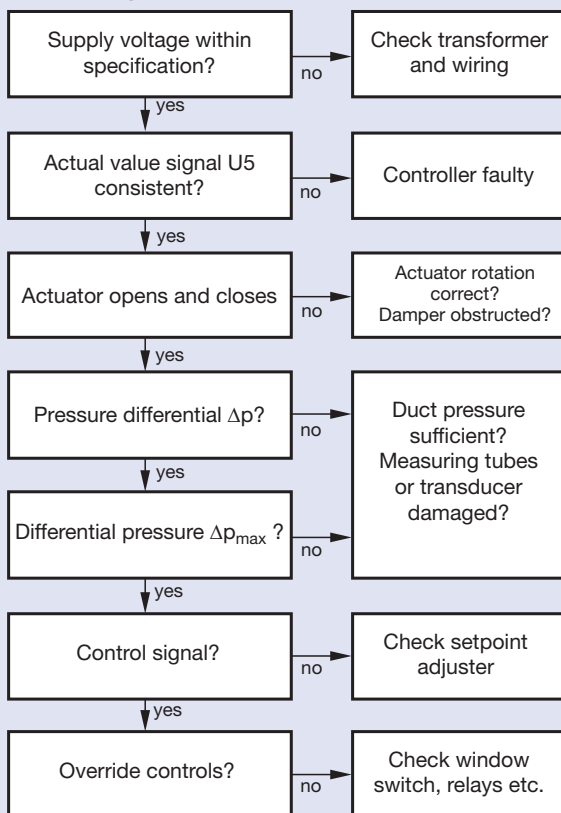 Supply voltage within
specification?
no
Check transformer
and wiring
yes
Actual value signal U5
consistent?
no
Controller faulty
yes
Actuator opens and closes
no
Actuator rotation
correct?
Damper obstructed?
yes
Pressure differential Δp?
no
Duct pressure
sufficient?
Measuring tubes
or transducer
damaged?
yes
Differential pressure Δpmax ?
no
yes
Control signal?
no
Check setpoint
adjuster
yes
Override controls?
no
Check window
switch, relays etc.